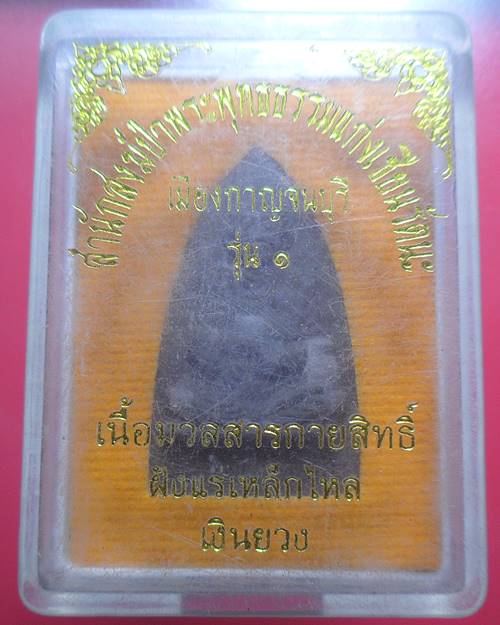 สำนักสงฆ์ป่าพระพุทธธรรมแก่งเสี้ยนรัตนะ
เมืองกาญจนบุรี
รุ่น ๑
เนื้อมวลสารกายสิทธิ์
ฝังแร่เหล็กไหล
เงินยวง